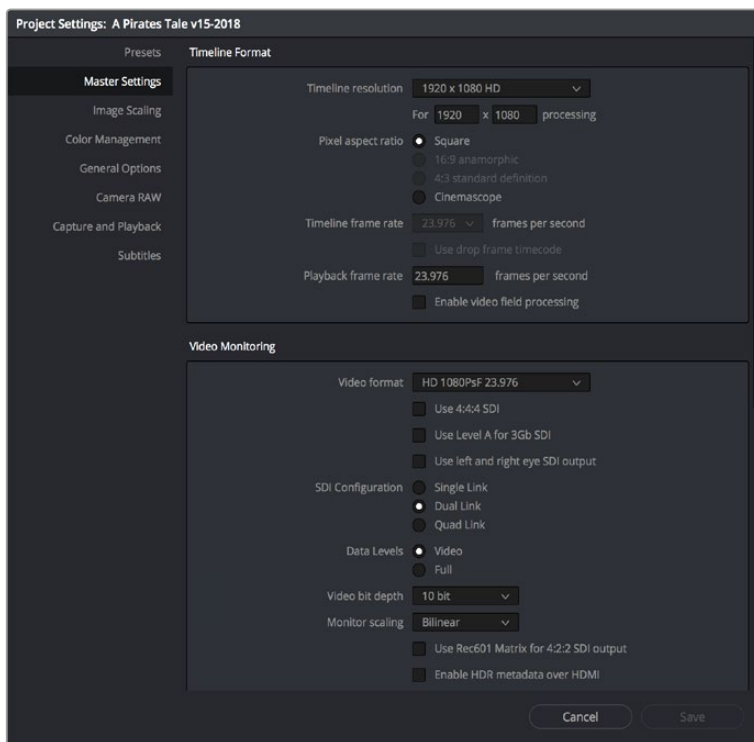 Project Settings: A Pirates Tale v15-2018
Presets
Master Settings
Image Scaling
Color Management
General Options
Camera RAW
Capture and Playback
Subtitles
Timeline Format
Timeline resolution 1920 x 1080 HD
For 1920 x 1080 processing
Pixel aspect ratio Square
16:9 anamorphic
4:3 standard definition
Cinemascope
Timeline frame rate 23.976 frames per second
Use drop frame timecode
Playback frame rate 23.976 frames per second
Enable video field processing
Video Monitoring
Video format HD 1080PsF 23.976
Use 4:4:4 SDI
Use Level A for 3Gb SDI
Use left and right eye SDI output
SDI Configuration Single Link
Dual Link
Quad Link
Data Levels Video
Full
Video bit depth 10 bit
Monitor scaling Bilinear
Use Rec601 Matrix for 4:2:2 SDI output
Enable HDR metadata over HDMI
Cancel Save